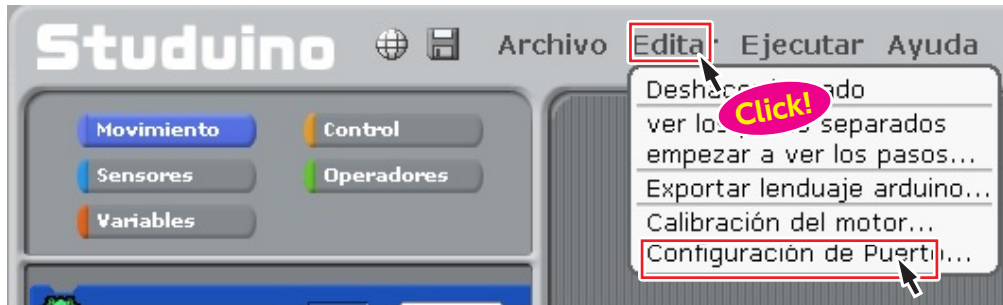 Studuino Archivo Editar Ejecutar Ayuda
Movimiento Control
Sensores Operadores
Variables
Click!
ver los separados
empezar a ver los pasos...
Exportar lenduaje arduino...
Calibración del motor...
Configuración de Puerto...